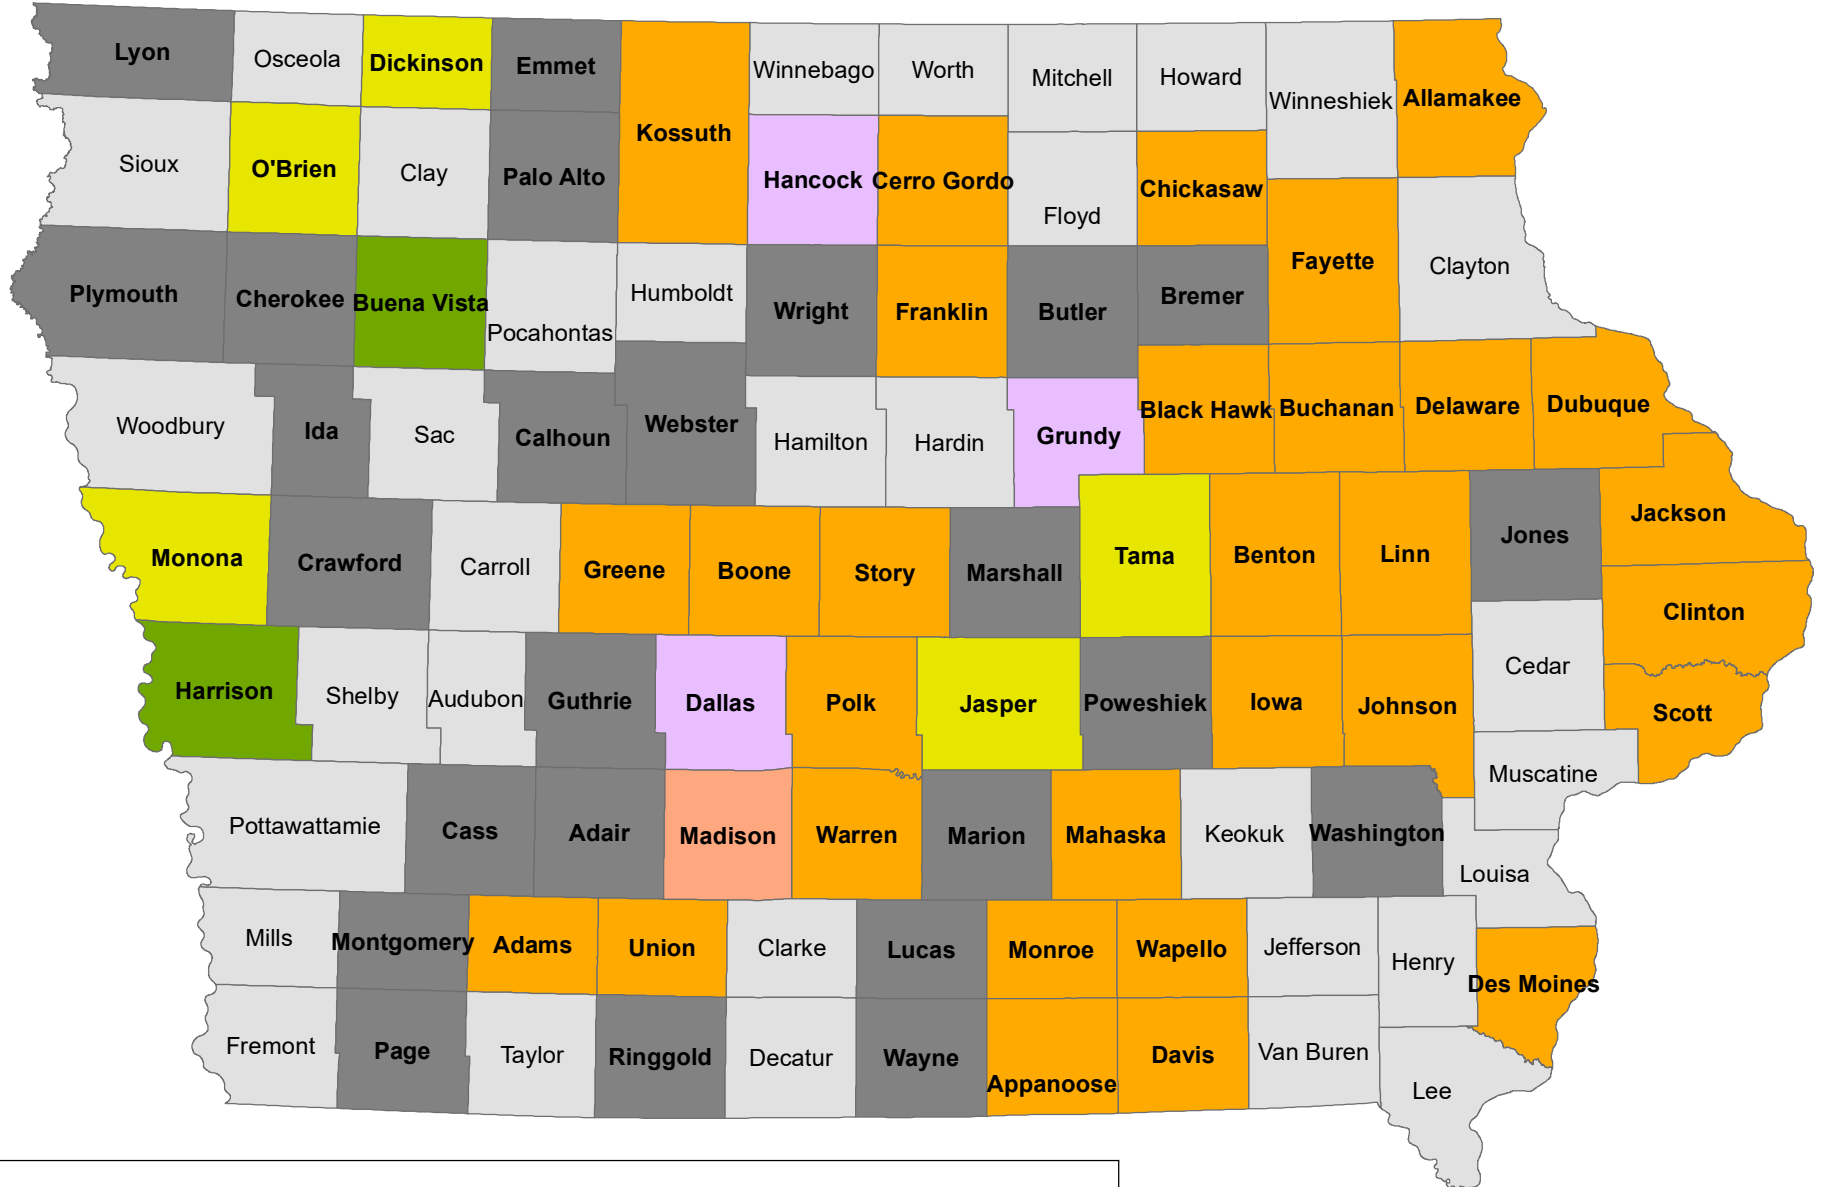 Lyon
Osceola
Dickinson
Emmet
Kossuth
Winnebago
Worth
Mitchell
Howard
Winneshiek
Allamakee
Sioux
O'Brien
Clay
Palo Alto
Hancock
Cerro Gordo
Floyd
Chickasaw
Fayette
Clayton
Plymouth
Cherokee
Buena Vista
Pocahontas
Humboldt
Wright
Franklin
Butler
Bremer
Woodbury
Ida
Sac
Calhoun
Webster
Hamilton
Hardin
Grundy
Black Hawk
Buchanan
Delaware
Dubuque
Monona
Crawford
Carroll
Greene
Boone
Story
Marshall
Tama
Benton
Linn
Jones
Jackson
Clinton
Harrison
Shelby
Audubon
Guthrie
Dallas
Polk
Jasper
Poweshiek
Iowa
Johnson
Cedar
Scott
Muscatine
Pottawattamie
Cass
Adair
Madison
Warren
Marion
Mahaska
Keokuk
Washington
Louisa
Mills
Montgomery
Adams
Union
Clarke
Lucas
Monroe
Wapello
Jefferson
Henry
Des Moines
Fremont
Page
Taylor
Ringgold
Decatur
Wayne
Appanoose
Davis
Van Buren
Lee